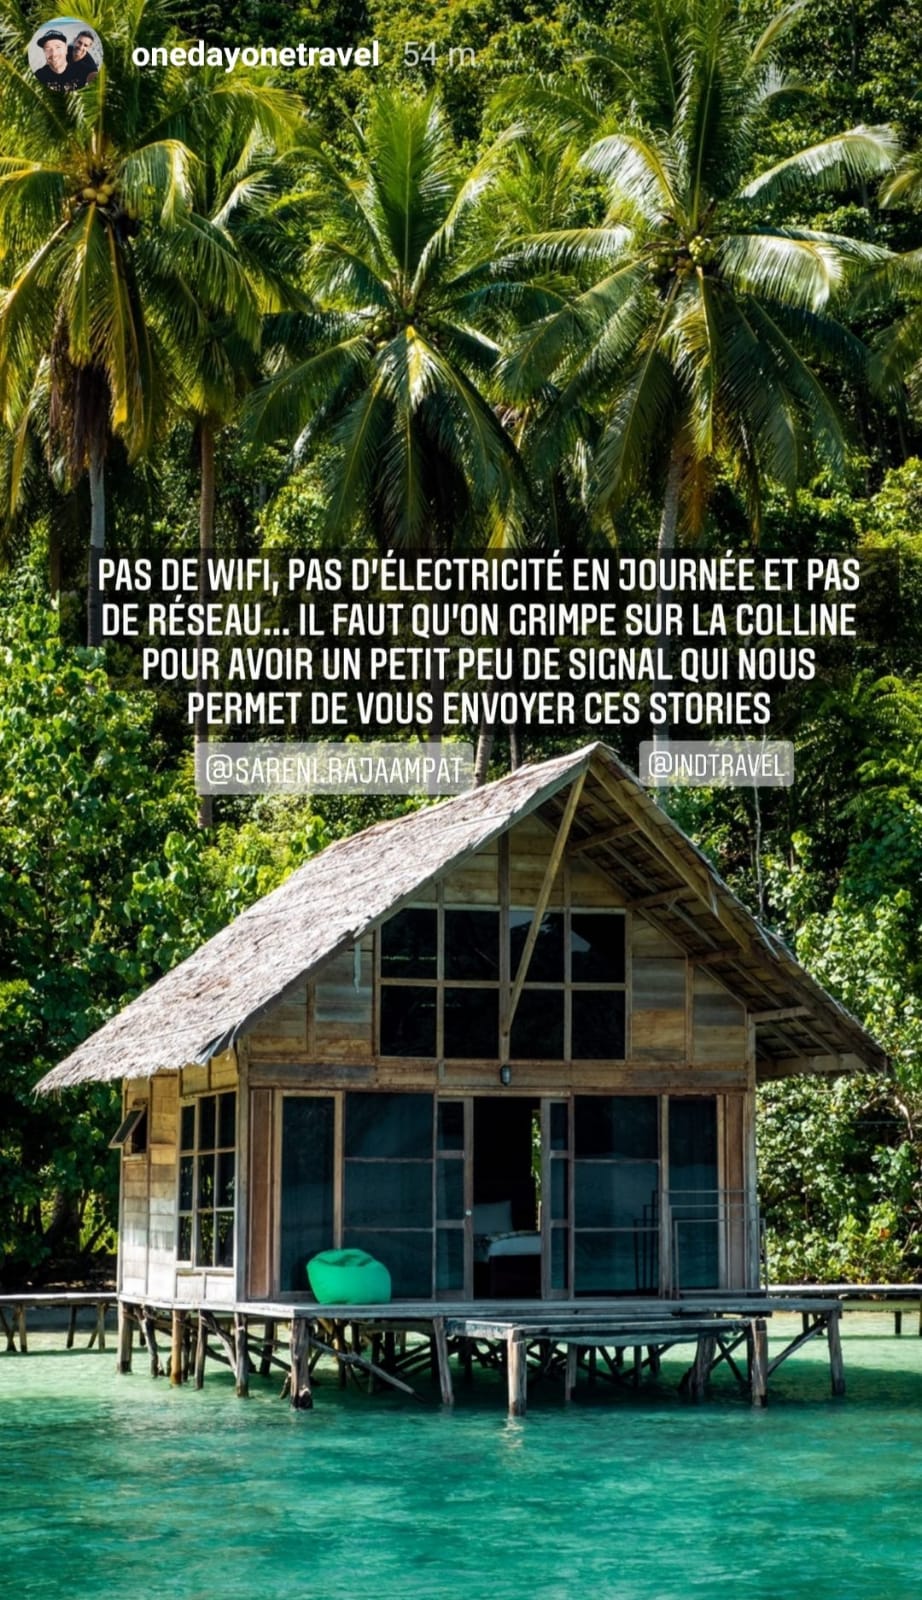 onedayonetravel 54 m
PAS DE WIFI, PAS D'ÉLECTRICITÉ EN JOURNÉE ET PAS
DE RÉSEAU... IL FAUT QU'ON GRIMPE SUR LA COLLINE
POUR AVOIR UN PETIT PEU DE SIGNAL QUI NOUS
PERMET DE VOUS ENVOYER CES STORIES
@SARENI.RAJAAMPAT @INDTRAVEL